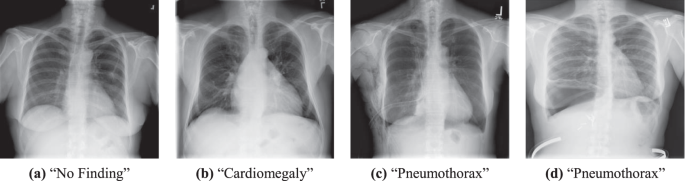 (a) “No Finding”
(b) “Cardiomegaly”
(c) “Pneumothorax”
(d) “Pneumothorax”